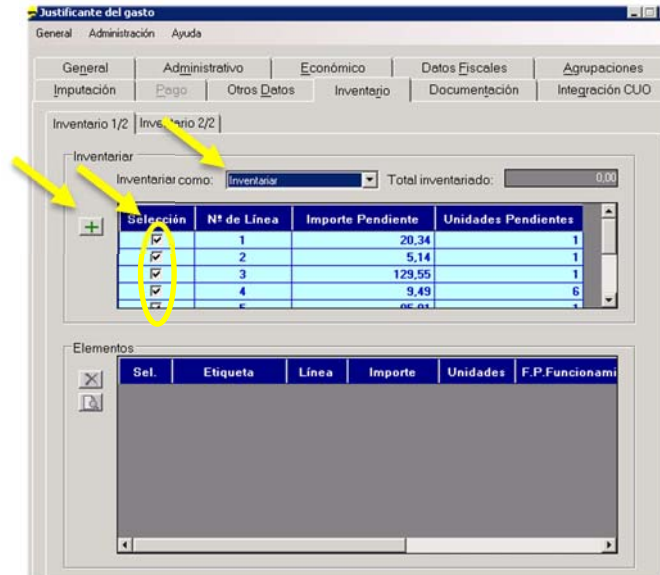 Justificante del gasto
General Administración Ayuda
General Administrativo Económico Datos Fiscales Agrupaciones
Imputación Pago Otros Datos Inventario Documentación Integración CUO
Inventario 1/2 Inventario 2/2
Inventariar
Inventariar como: Inventariar Total inventariado: 0,00
Selección Nº de Línea Importe Pendiente Unidades Pendientes
1 20,34 1
2 5,14 1
3 129,55 1
4 9,49 6
Elementos
Sel. Etiqueta Línea Importe Unidades F.P.Funcionami